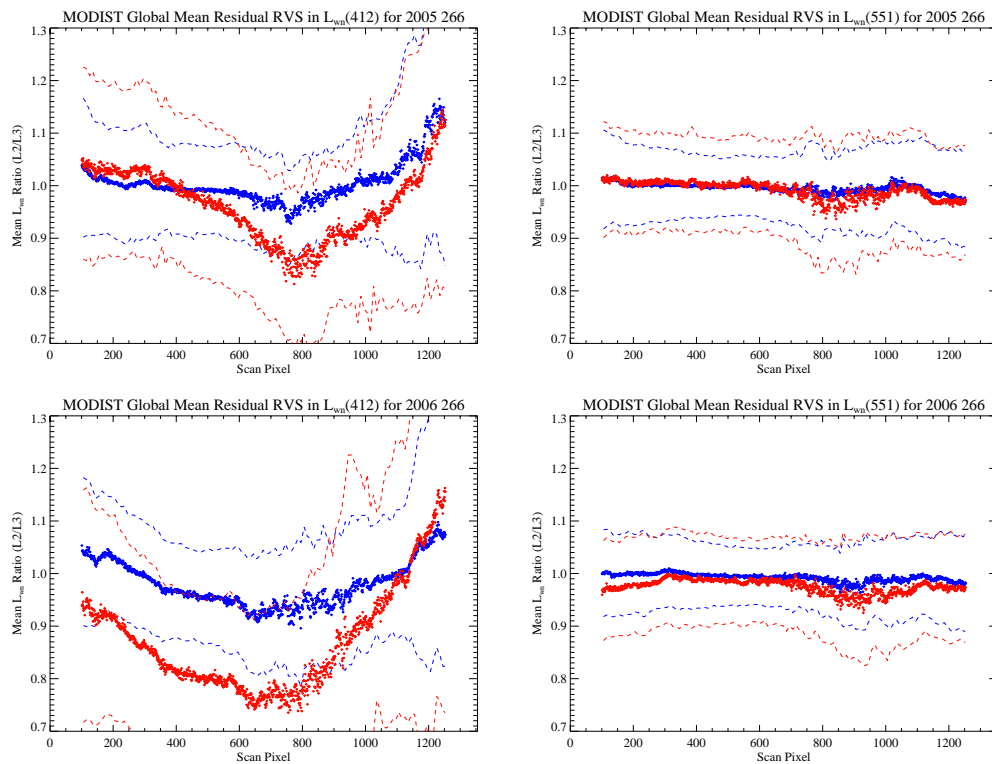 MODIST Global Mean Residual RVS in Lwn(412) for 2005 266
1.3
1.2
1.1
1.0
0.9
0.8
0.7
Mean Lwn Ratio (L2/L3)
0 200 400 600 800 1000 1200
Scan Pixel
MODIST Global Mean Residual RVS in Lwn(551) for 2005 266
1.3
1.2
1.1
1.0
0.9
0.8
0.7
Mean Lwn Ratio (L2/L3)
0 200 400 600 800 1000 1200
Scan Pixel
MODIST Global Mean Residual RVS in Lwn(412) for 2006 266
1.3
1.2
1.1
1.0
0.9
0.8
0.7
Mean Lwn Ratio (L2/L3)
0 200 400 600 800 1000 1200
Scan Pixel
MODIST Global Mean Residual RVS in Lwn(551) for 2006 266
1.3
1.2
1.1
1.0
0.9
0.8
0.7
Mean Lwn Ratio (L2/L3)
0 200 400 600 800 1000 1200
Scan Pixel